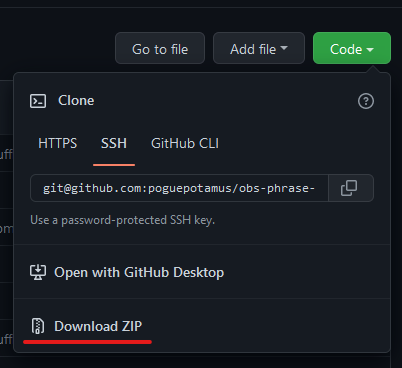 Go to file
Add file
Code
Clone
HTTPS
SSH
GitHub CLI
git@github.com:poguepotamus/obs-phrase-
Use a password-protected SSH key.
Open with GitHub Desktop
Download ZIP